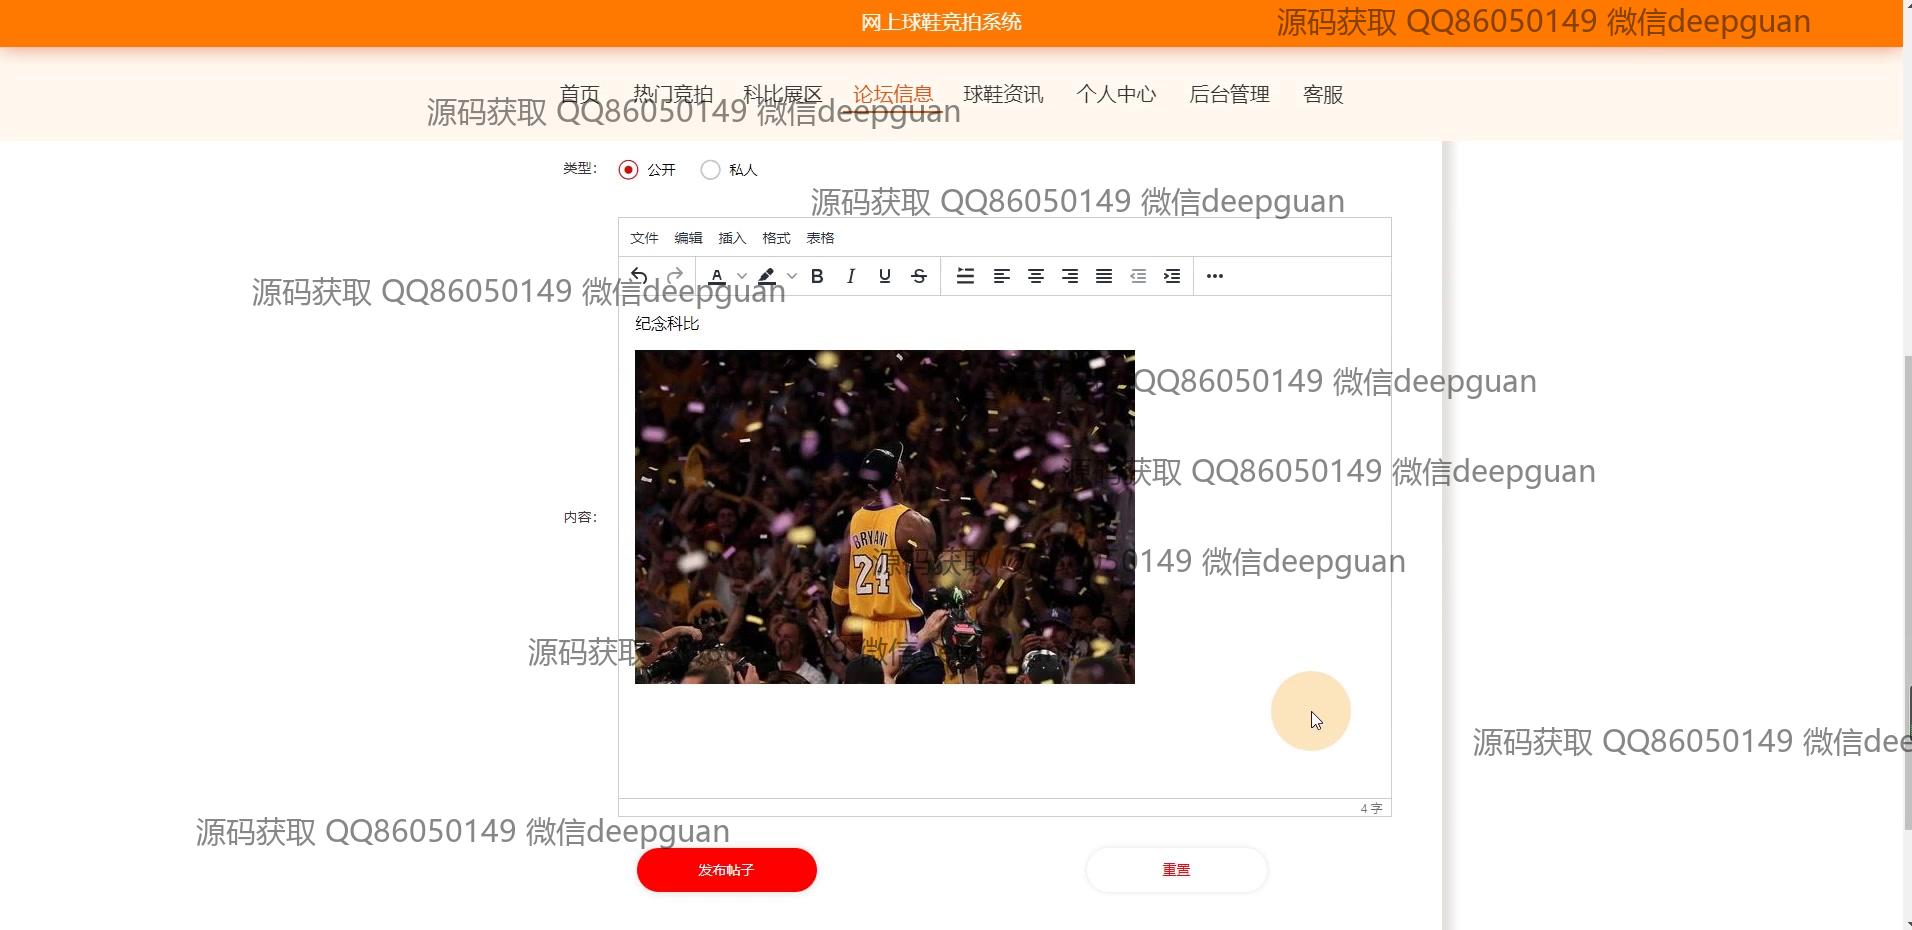 网上球鞋竞拍系统
源码获取 QQ86050149 微信deepguan
首页 热门竞拍 科比展区 论坛信息 球鞋资讯 个人中心 后台管理 客服
源码获取 QQ86050149 微信deepguan
类型： 公开 私人
源码获取 QQ86050149 微信deepguan
文件 编辑 插入 格式 表格
A B I U S
源码获取 QQ86050149 微信deepguan
纪念科比
QQ86050149 微信deepguan
源码获取 QQ86050149 微信deepguan
内容：
BRYANT
24
源码获取 微信deepguan
源码获取 微信
源码获取 QQ86050149 微信dee
4 字
源码获取 QQ86050149 微信deepguan
发布帖子 重置